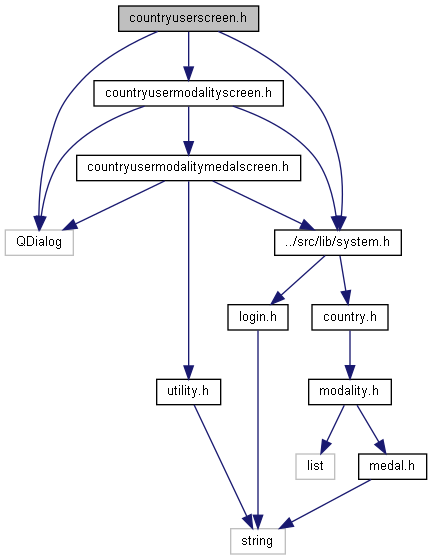 countryuserscreen.h
countryusermodalityscreen.h
countryusermodalitymedalscreen.h
QDialog
../src/lib/system.h
login.h
country.h
utility.h
modality.h
list
medal.h
string